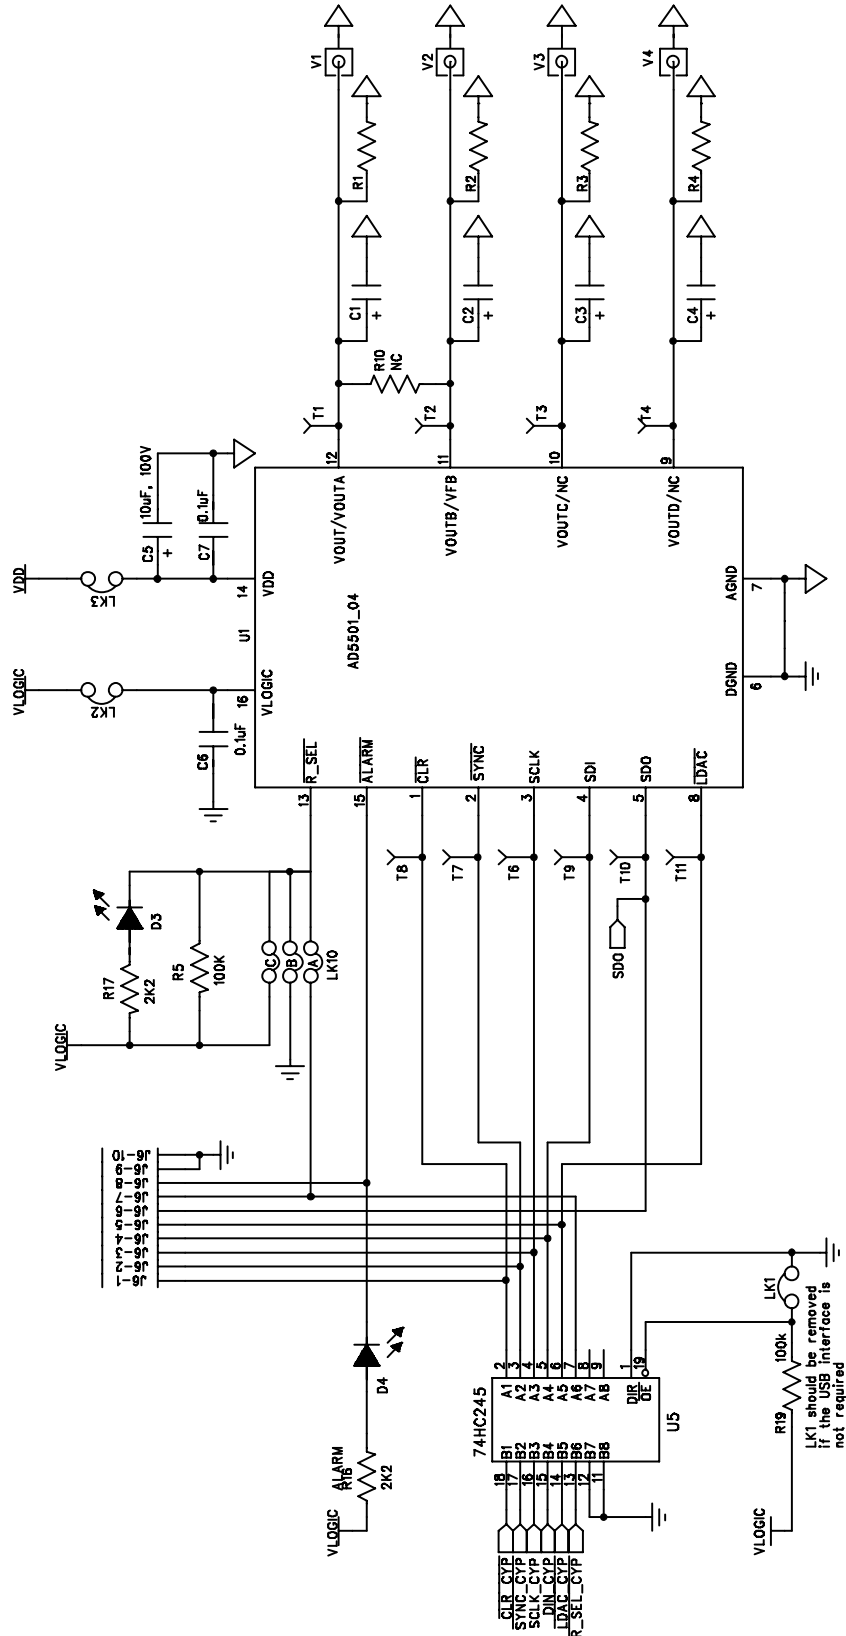 V1
V2
V3
V4
R1
R2
R3
R4
C1
+
C2
+
C3
+
C4
+
R10
NC
T1
T2
T3
T4
12
11
10
9
VOUT/VOUTA
VOUTB/VFB
VOUTC/NC
VOUTD/NC
10uF, 100V
C5
+
0.1uF
C7
VDD
LK3
14
VDD
U1
AD5501_04
AGND
7
DGND
6
VLOGIC
LK2
16
VLOGIC
C6
0.1uF
R_SEL
ALARM
CLR
SYNC
SCLK
SDI
SDO
LDAC
13
15
1
2
3
4
5
8
T8
T7
T6
T9
T10
T11
SDO
D3
R17
2K2
R5
100K
C
B
A
LK10
VLOGIC
J6-10
J6-9
J6-8
J6-7
J6-6
J6-5
J6-4
J6-3
J6-2
J6-1
D4
ALARM
R16
2K2
VLOGIC
74HC245
U5
2
3
4
5
6
7
8
9
1
19
A1
A2
A3
A4
A5
A6
A7
A8
DIR
OE
B1
B2
B3
B4
B5
B6
B7
B8
18
17
16
15
14
13
12
11
CLR_CYP
SYNC_CYP
SCLK_CYP
DIN_CYP
LDAC_CYP
R_SEL_CYP
LK1
100k
R19
VLOGIC
LK1 should be removed
if the USB interface is
not required